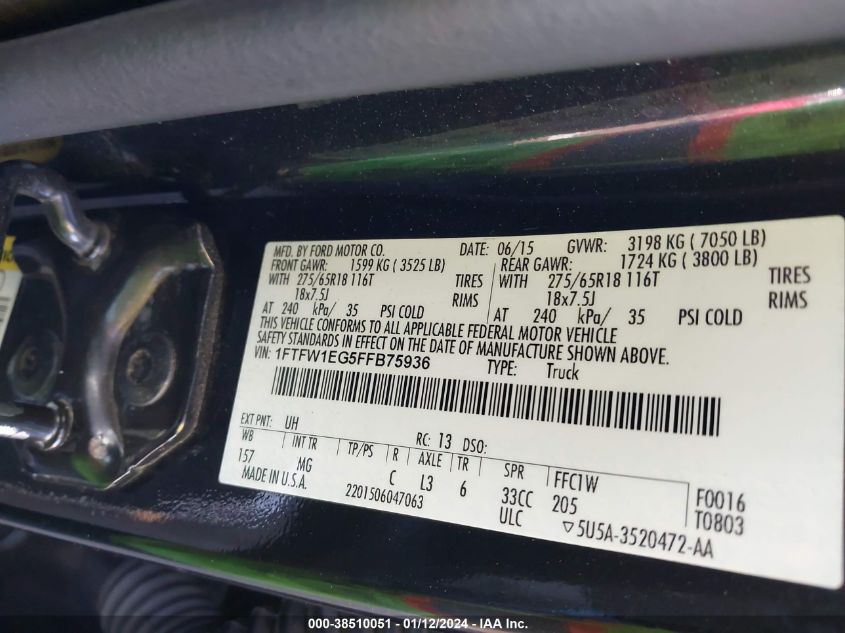 MFD. BY FORD MOTOR CO. DATE: 06/15 GVWR: 3198 KG ( 7050 LB)
FRONT GAWR: 1599 KG ( 3525 LB) REAR GAWR: 1724 KG ( 3800 LB)
WITH 275/65R18 116T TIRES WITH 275/65R18 116T TIRES
18x7.5J RIMS 18x7.5J RIMS
AT 240 kPa/ 35 PSI COLD AT 240 kPa/ 35 PSI COLD
THIS VEHICLE CONFORMS TO ALL APPLICABLE FEDERAL MOTOR VEHICLE
SAFETY STANDARDS IN EFFECT ON THE DATE OF MANUFACTURE SHOWN ABOVE.
VIN: 1FTFW1EG5FFB75936 TYPE: Truck
EXT PNT: UH RC: 13 DSO:
WB INT TR TP/PS R AXLE TR SPR FFC1W F0016
157 MG C L3 6 33CC 205 T0803
MADE IN U.S.A. 2201506047063 ULC ▽5U5A-3520472-AA
000-38510051 - 01/12/2024 - IAA Inc.